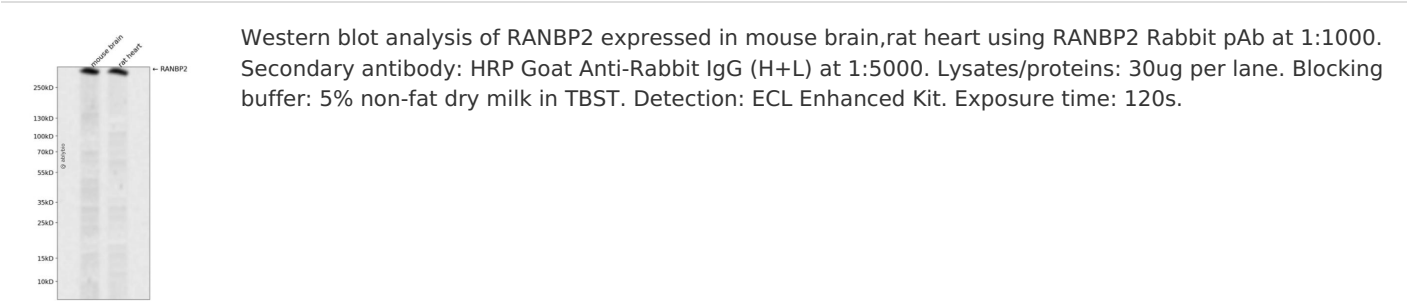 mouse brain
rat heart
← RANBP2
250kD
130kD
100kD
70kD
55kD
35kD
25kD
15kD
10kD
@ abbybio
Western blot analysis of RANBP2 expressed in mouse brain,rat heart using RANBP2 Rabbit pAb at 1:1000.
Secondary antibody: HRP Goat Anti-Rabbit IgG (H+L) at 1:5000. Lysates/proteins: 30ug per lane. Blocking
buffer: 5% non-fat dry milk in TBST. Detection: ECL Enhanced Kit. Exposure time: 120s.